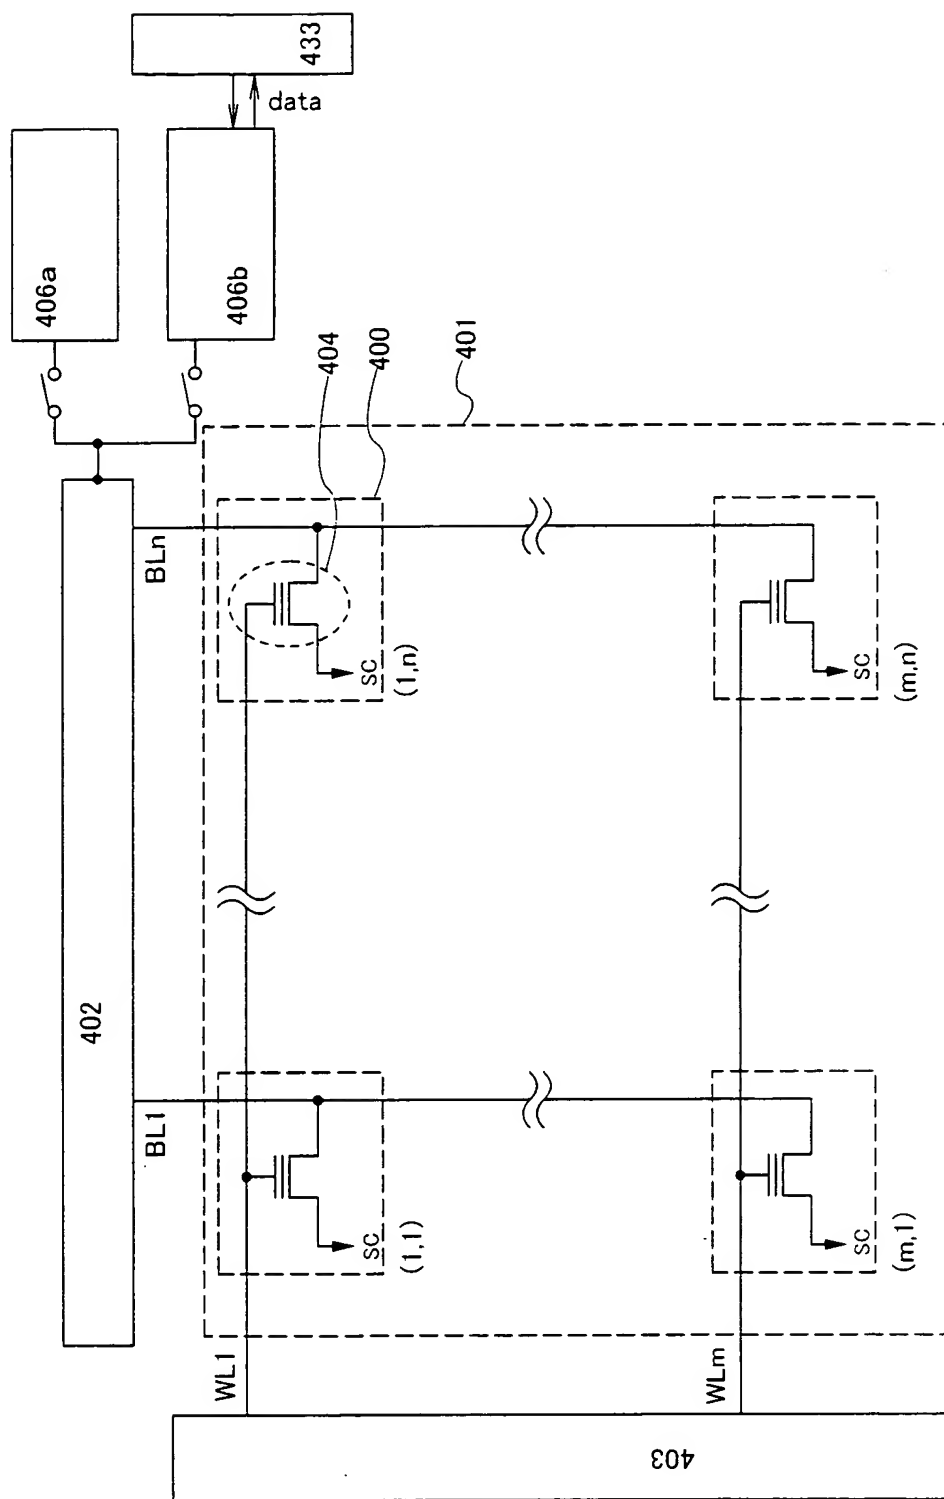 433
data
406a
406b
404
400
401
402
BLn
BL1
SC
(1,n)
SC
(m,n)
SC
(1,1)
SC
(m,1)
WL1
WLm
403